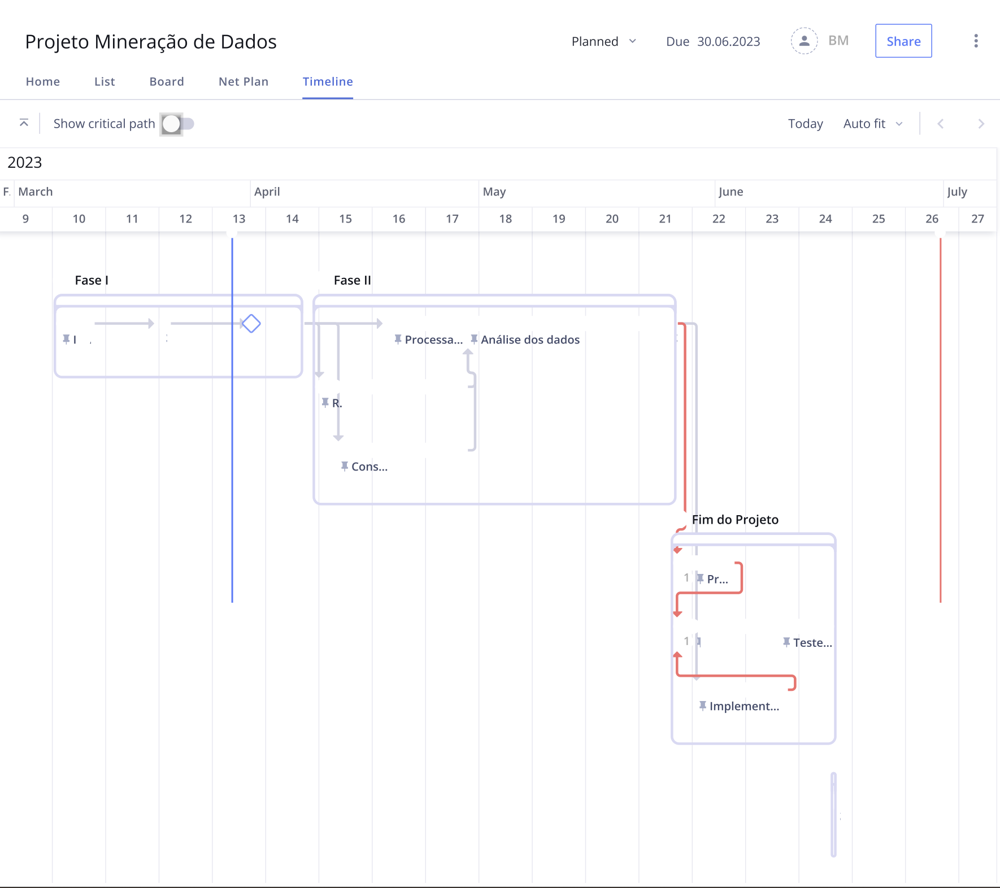 Projeto Mineração de Dados
Planned Due 30.06.2023 BM Share
Home List Board Net Plan Timeline
Show critical path Today Auto fit
2023
F. March April May June July
9 10 11 12 13 14 15 16 17 18 19 20 21 22 23 24 25 26 27
Fase I Fase II
I Processa... Análise dos dados
R.
Cons...
Fim do Projeto
1 Pr...
1 Teste...
Implement...